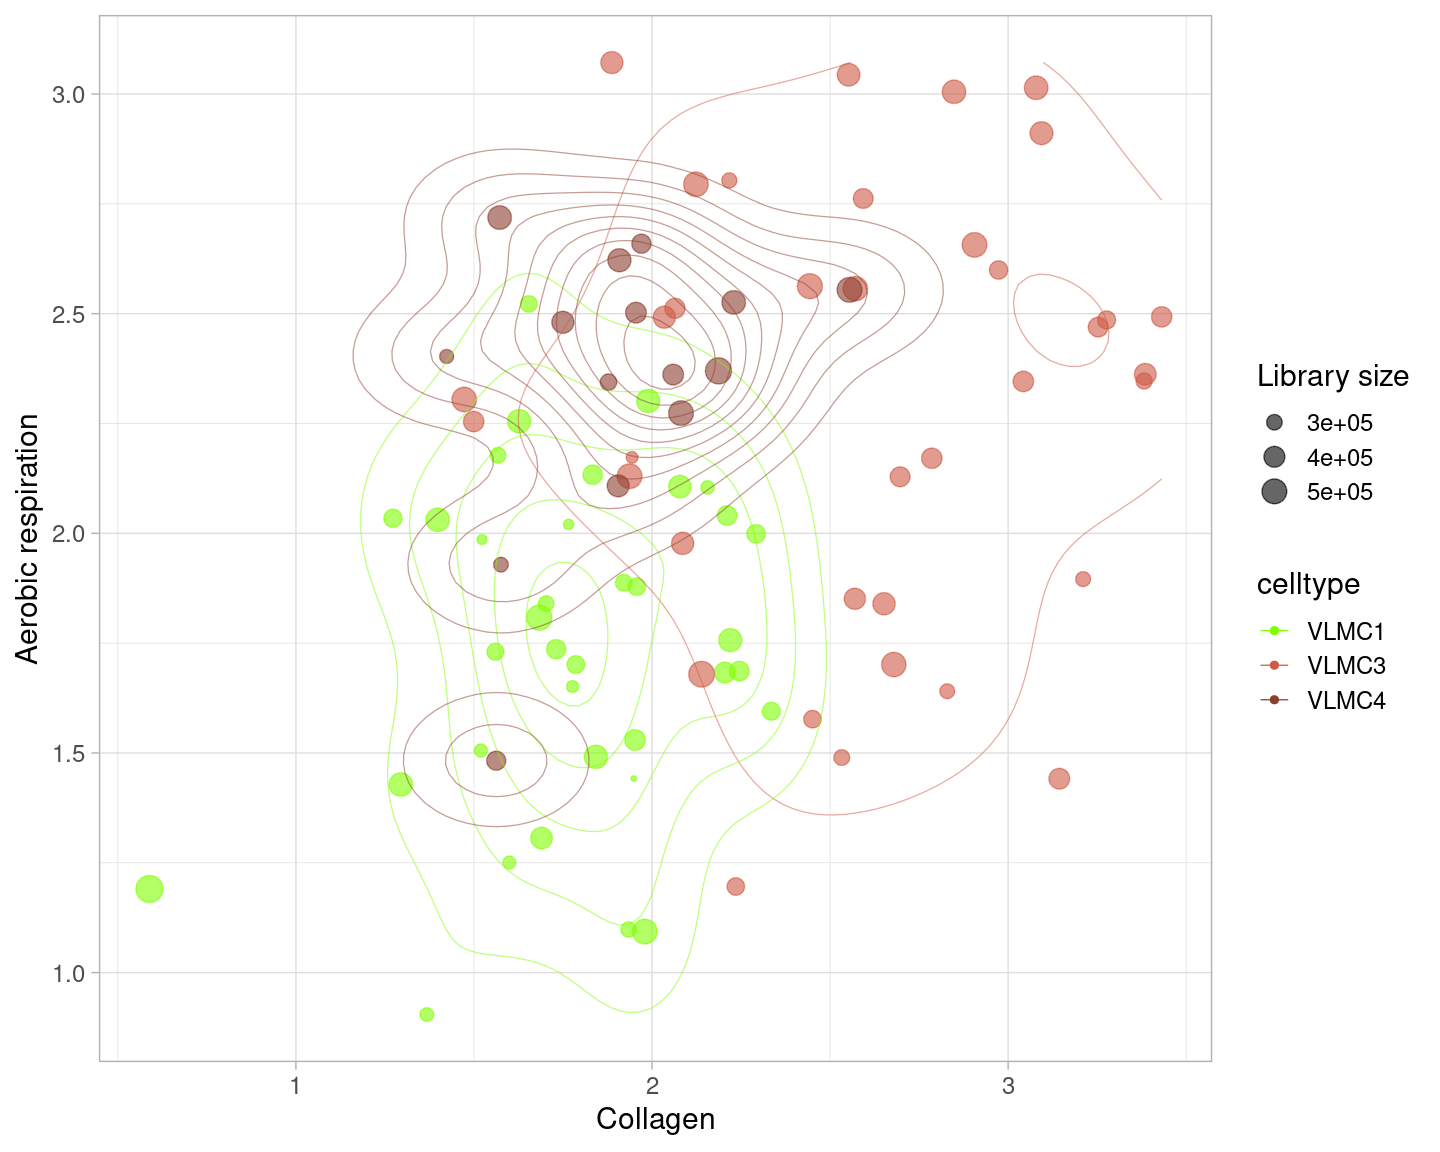 3.0
2.5
2.0
1.5
1.0
Aerobic respiration
1
2
3
Collagen
Library size
3e+05
4e+05
5e+05
celltype
VLMC1
VLMC3
VLMC4